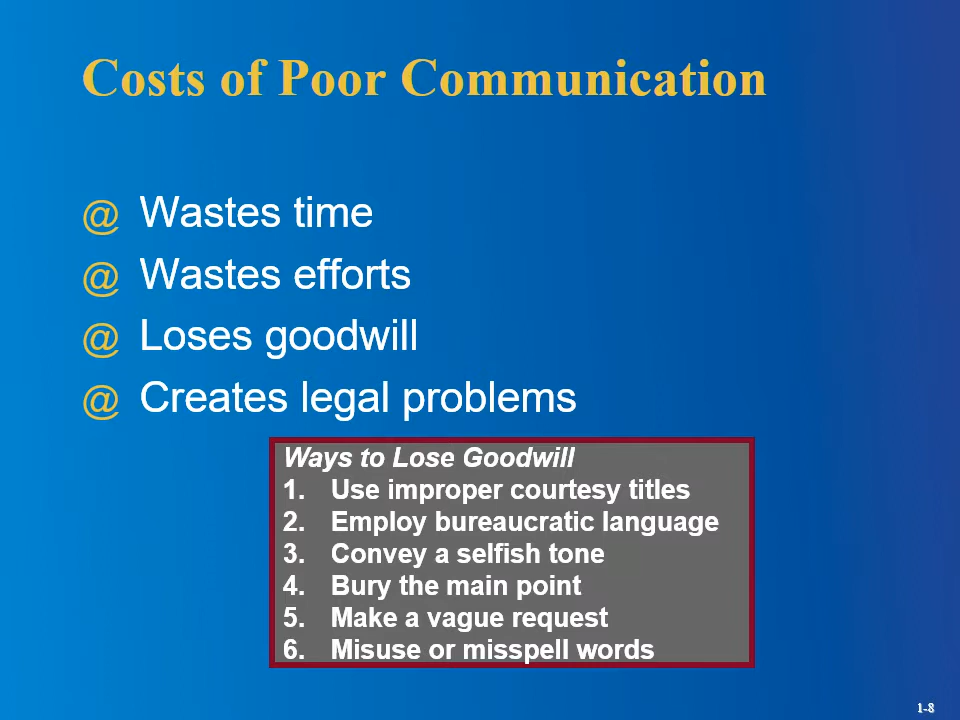 Costs of Poor Communication
@ Wastes time
@ Wastes efforts
@ Loses goodwill
@ Creates legal problems
Ways to Lose Goodwill
1. Use improper courtesy titles
2. Employ bureaucratic language
3. Convey a selfish tone
4. Bury the main point
5. Make a vague request
6. Misuse or misspell words
1-8